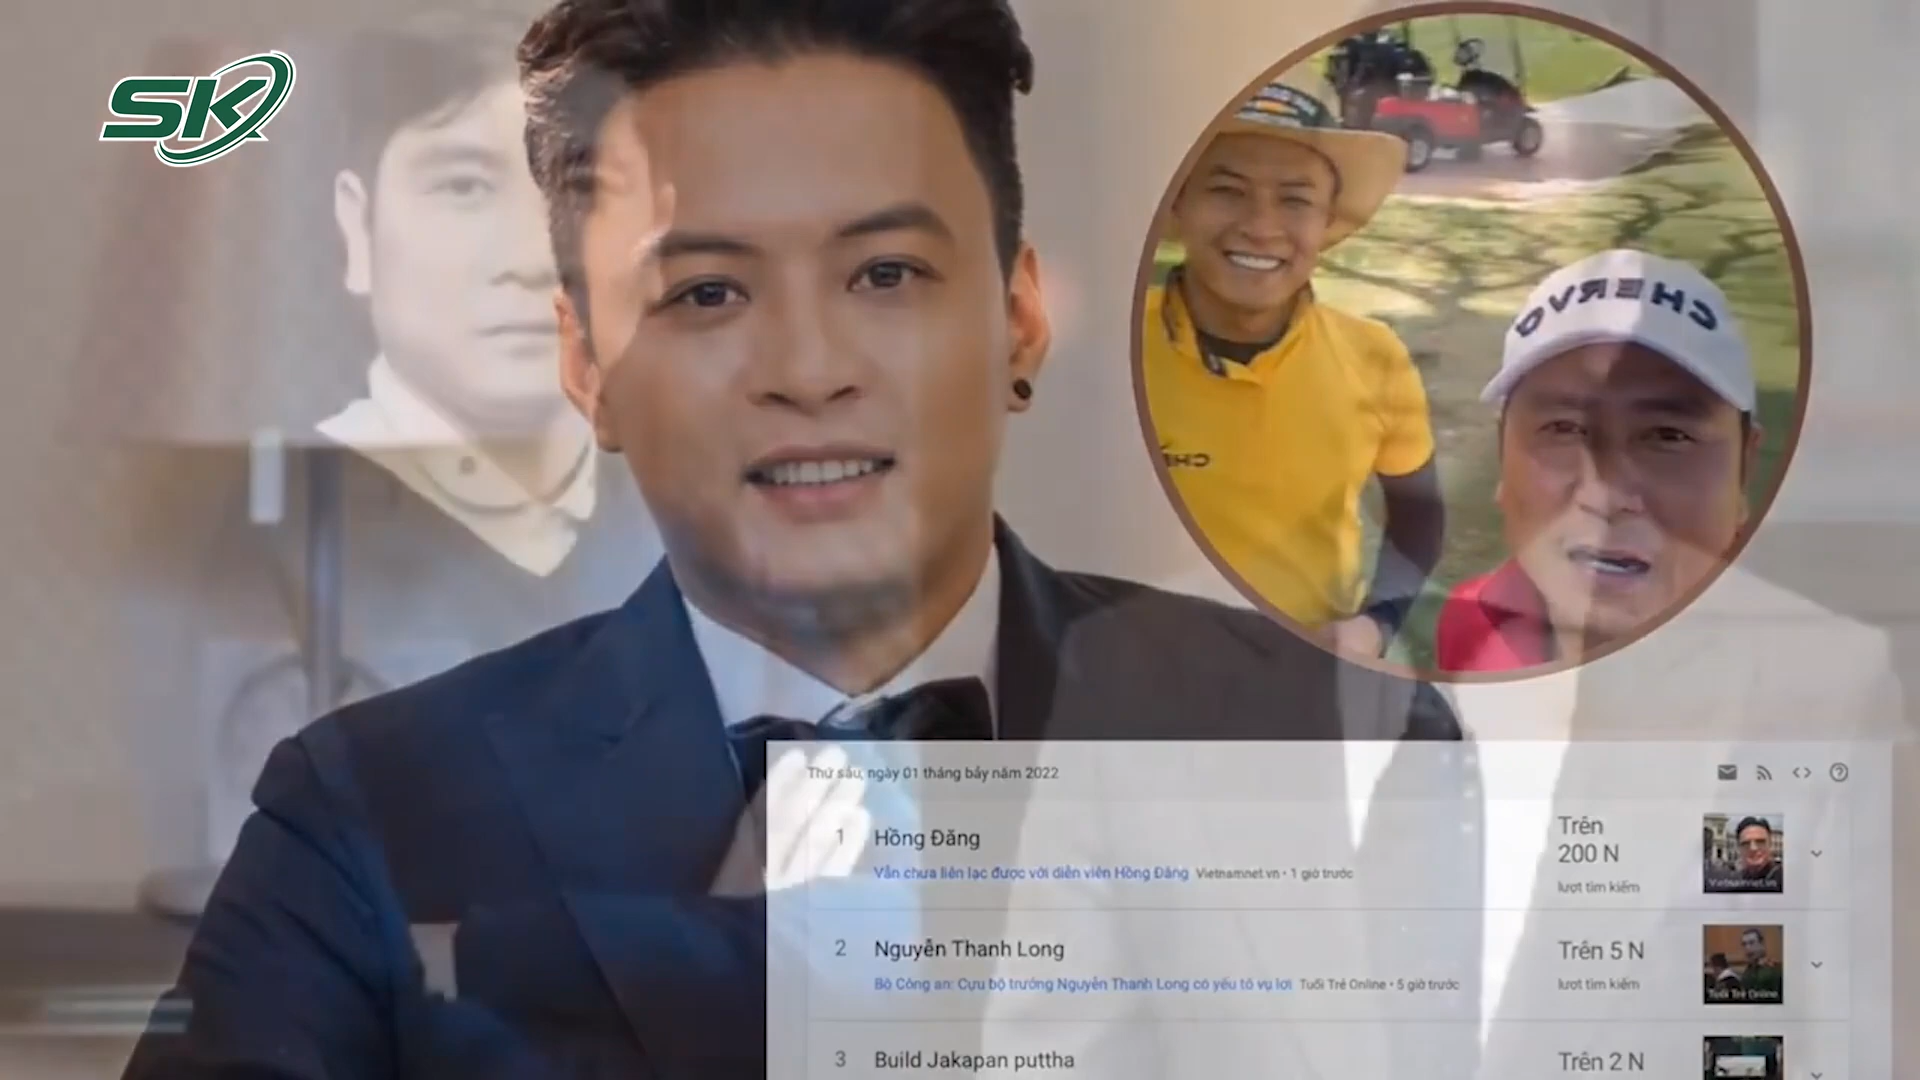 SK
CHERVO
CHE
Thứ sáu, ngày 01 tháng bảy năm 2022
1 Hồng Đăng Trên 200 N
Vẫn chưa liên lạc được với diễn viên Hồng Đăng Vietnamnet.vn • 1 giờ trước lượt tìm kiếm
Vietnamnet.vn
2 Nguyễn Thanh Long Trên 5 N
Bộ Công an: Cựu bộ trưởng Nguyễn Thanh Long có yếu tố vụ lợi Tuổi Trẻ Online • 5 giờ trước lượt tìm kiếm
Tuổi Trẻ Online
3 Build Jakapan puttha Trên 2 N